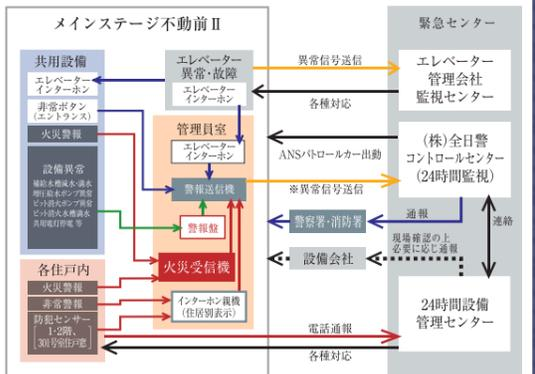 メインステージ不動前Ⅱ
緊急センター
共用設備
エレベーター
インターホン
非常ボタン
(エントランス)
火災警報
設備異常
補給水槽減水・満水
増圧給水ポンプ異常
ピット消火ポンプ異常
ピット消火水槽満水
共用電灯停電 等
エレベーター
異常・故障
エレベーター
インターホン
管理員室
エレベーター
インターホン
警報送信機
警報盤
火災受信機
インターホン親機
(住居別表示)
各住戸内
火災警報
非常警報
防犯センサー
1・2階、
301号室住戸窓
異常信号送信
各種対応
ANSパトロールカー出動
※異常信号送信
警察署・消防署
通報
設備会社
現場確認の上
必要に応じ通報
連絡
電話通報
各種対応
エレベーター
管理会社
監視センター
(株)全日警
コントロールセンター
(24時間監視)
24時間設備
管理センター